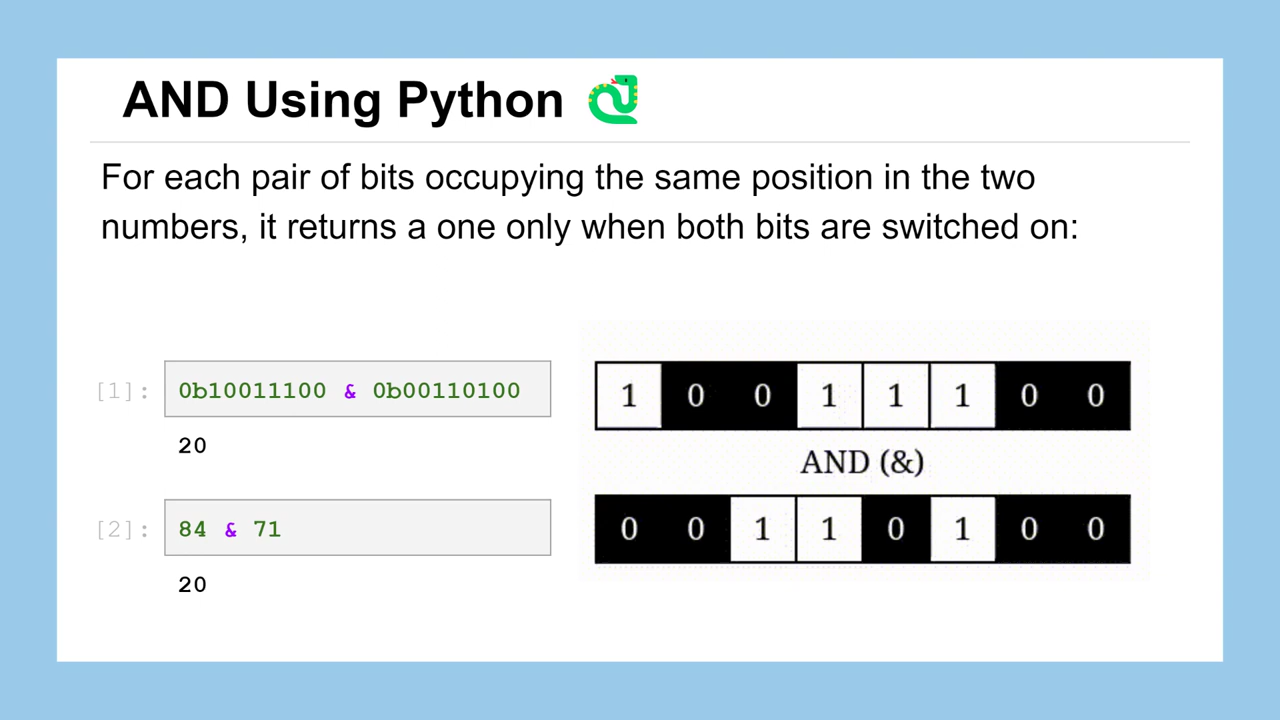 AND Using Python
For each pair of bits occupying the same position in the two
numbers, it returns a one only when both bits are switched on:
[1]: 0b10011100 & 0b00110100
20
[2]: 84 & 71
20
1 0 0 1 1 1 0 0
AND (&)
0 0 1 1 0 1 0 0